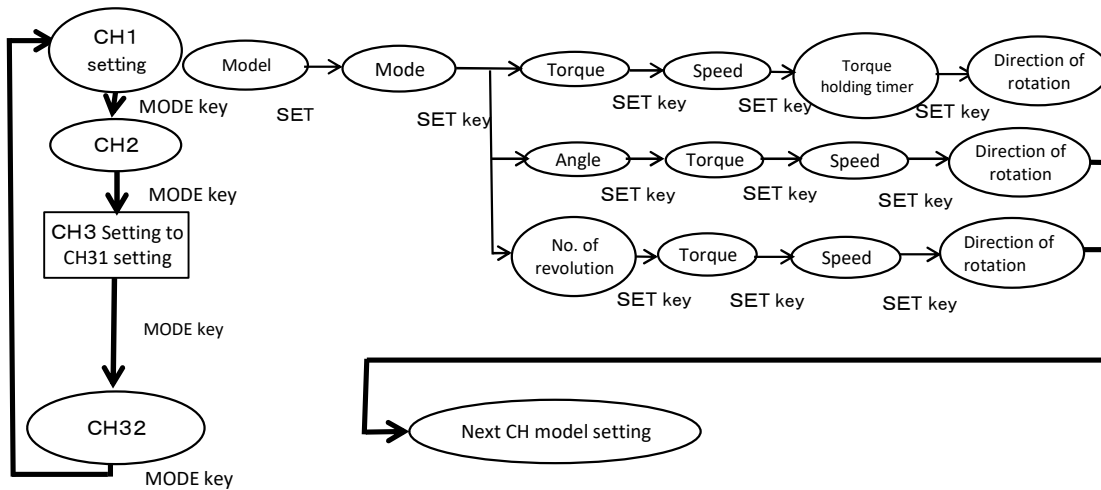 CH1
setting
MODE key
CH2
MODE key
CH3 Setting to
CH31 setting
MODE key
CH32
MODE key
Model
SET
Mode
SET key
Torque
SET key
Speed
SET key
Torque
holding timer
SET key
Direction of
rotation
Angle
SET key
Torque
SET key
Speed
SET key
Direction of
rotation
No. of
revolution
SET key
Torque
SET key
Speed
SET key
Direction of
rotation
Next CH model setting